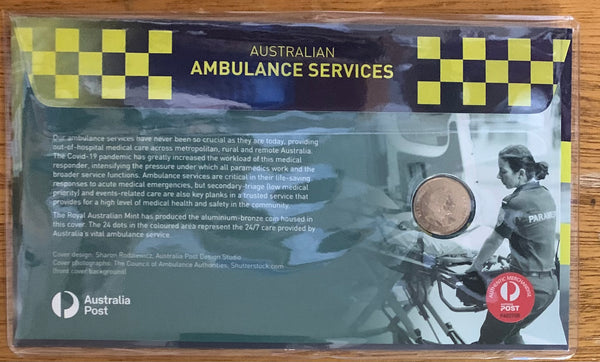 AUSTRALIAN
AMBULANCE SERVICES
Our ambulance services have never been so crucial as they are today, providing
out-of-hospital medical care across metropolitan, rural and remote Australia.
The Covid-19 pandemic has greatly increased the workload of this medical
responder, intensifying the pressure under which all paramedics work and the
broader service functions. Ambulance services are critical in their life-saving
responses to acute medical emergencies, but secondary-triage (low medical
priority) and events-related care are also key planks in a trusted service that
provides for a high level of medical health and safety in the community.
The Royal Australian Mint has produced the aluminium-bronze coin housed in
this cover. The 24 dots in the coloured area represent the 24/7 care provided by
Australia's vital ambulance service.
Cover design: Sharon Rodziewicz, Australia Post Design Studio
Cover photographs: The Council of Ambulance Authorities; Shutterstock.com
(front cover background)
Australia
Post
PARAMEDIC
AUTHENTIC MERCHANDISE
POST